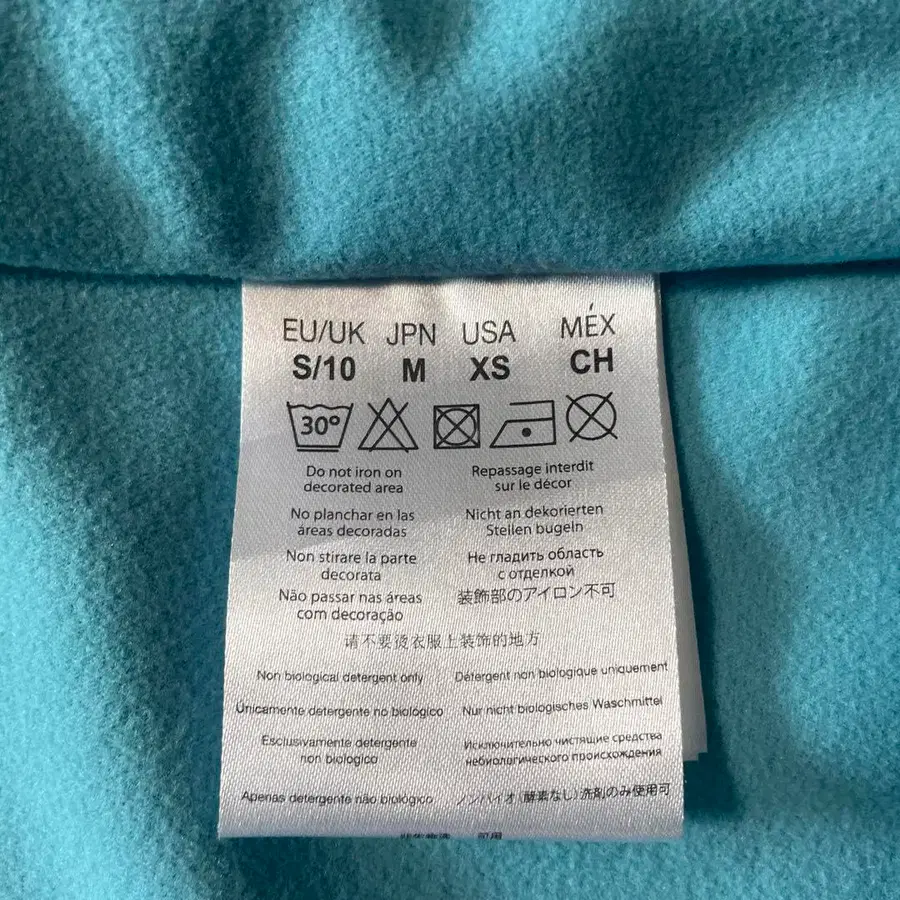 EU/UK JPN USA MÉX
S/10 M XS CH
30°
Do not iron on
decorated area
Repassage interdit
sur le décor
No planchar en las
áreas decoradas
Nicht an dekorierten
Stellen bugeln
Non stirare la parte
decorata
Не гладить область
с отделкой
Não passar nas áreas
com decoração
装飾部のアイロン不可
请不要烫衣服上装饰的地方
Non biological detergent only
Détergent non biologique uniquement
Únicamente detergente no biológico
Nur nicht biologisches Waschmittel
Esclusivamente detergente
non biologico
Исключительно чистящие средства
небиологического происхождения
Apenas detergente não biológico
ノンバイオ(酵素なし)洗剤のみ使用可